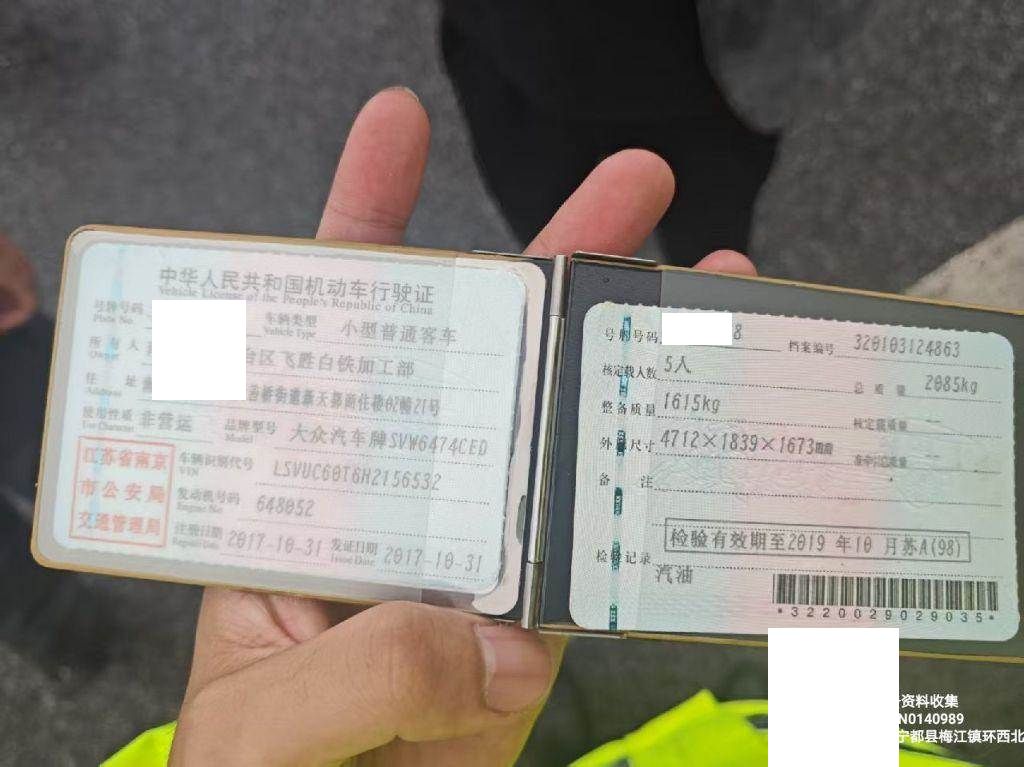 中华人民共和国机动车行驶证
Vehicle License of the People's Republic of China
号牌号码
Plate No.
车辆类型 小型普通客车
Vehicle Type
所有人 台区飞胜白铁加工部
Owner
住址
Address
使用性质 非营运
Use Character
品牌型号 大众汽车牌SVW6474CED
Model
江苏省南京
市公安局
交通管理局
车辆识别代号 LSVUC60T6H2156532
VIN
发动机号码 648052
Engine No.
注册日期 2017-10-31 发证日期 2017-10-31
Register Date Issue Date
号牌号码 8 档案编号 320103124863
核定载人数 5人 总质量 2085kg
整备质量 1615kg 核定载质量 --
外廓尺寸 4712×1839×1673mm
备注
检验有效期至2019年10月苏A(98)
检验记录
汽油
*3220029029035*
资料收集
N0140989
宁都县梅江镇环西北